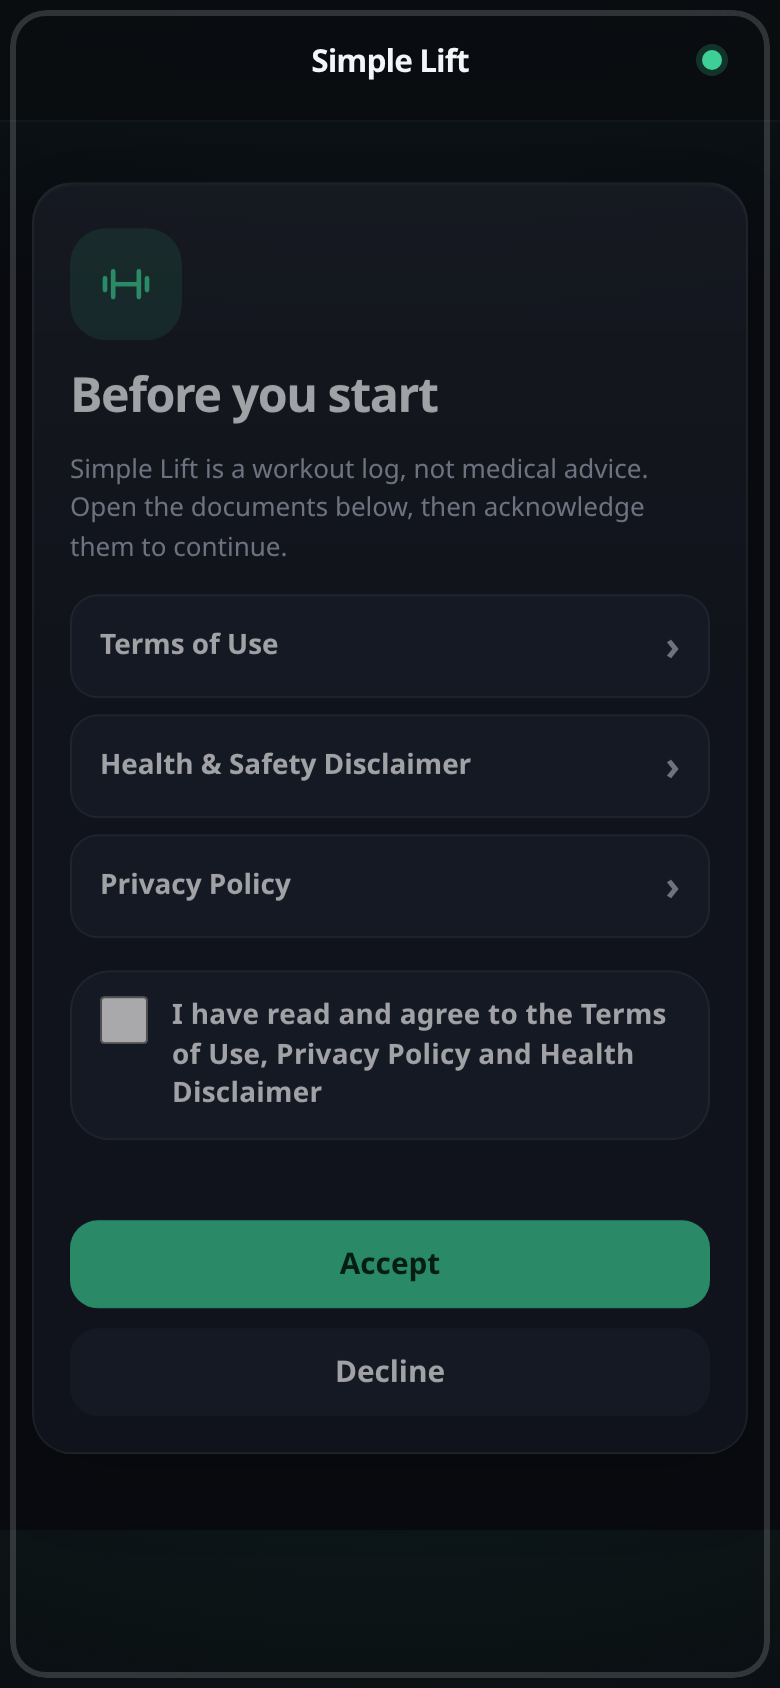 Simple Lift
Before you start
Simple Lift is a workout log, not medical advice.
Open the documents below, then acknowledge
them to continue.
Terms of Use
Health & Safety Disclaimer
Privacy Policy
I have read and agree to the Terms
of Use, Privacy Policy and Health
Disclaimer
Accept
Decline